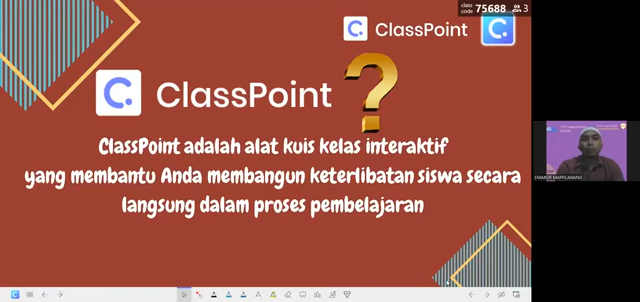 class code 75688 3
ClassPoint
ClassPoint ?
ClassPoint adalah alat kuis kelas interaktif
yang membantu Anda membangun keterlibatan siswa secara
langsung dalam proses pembelajaran